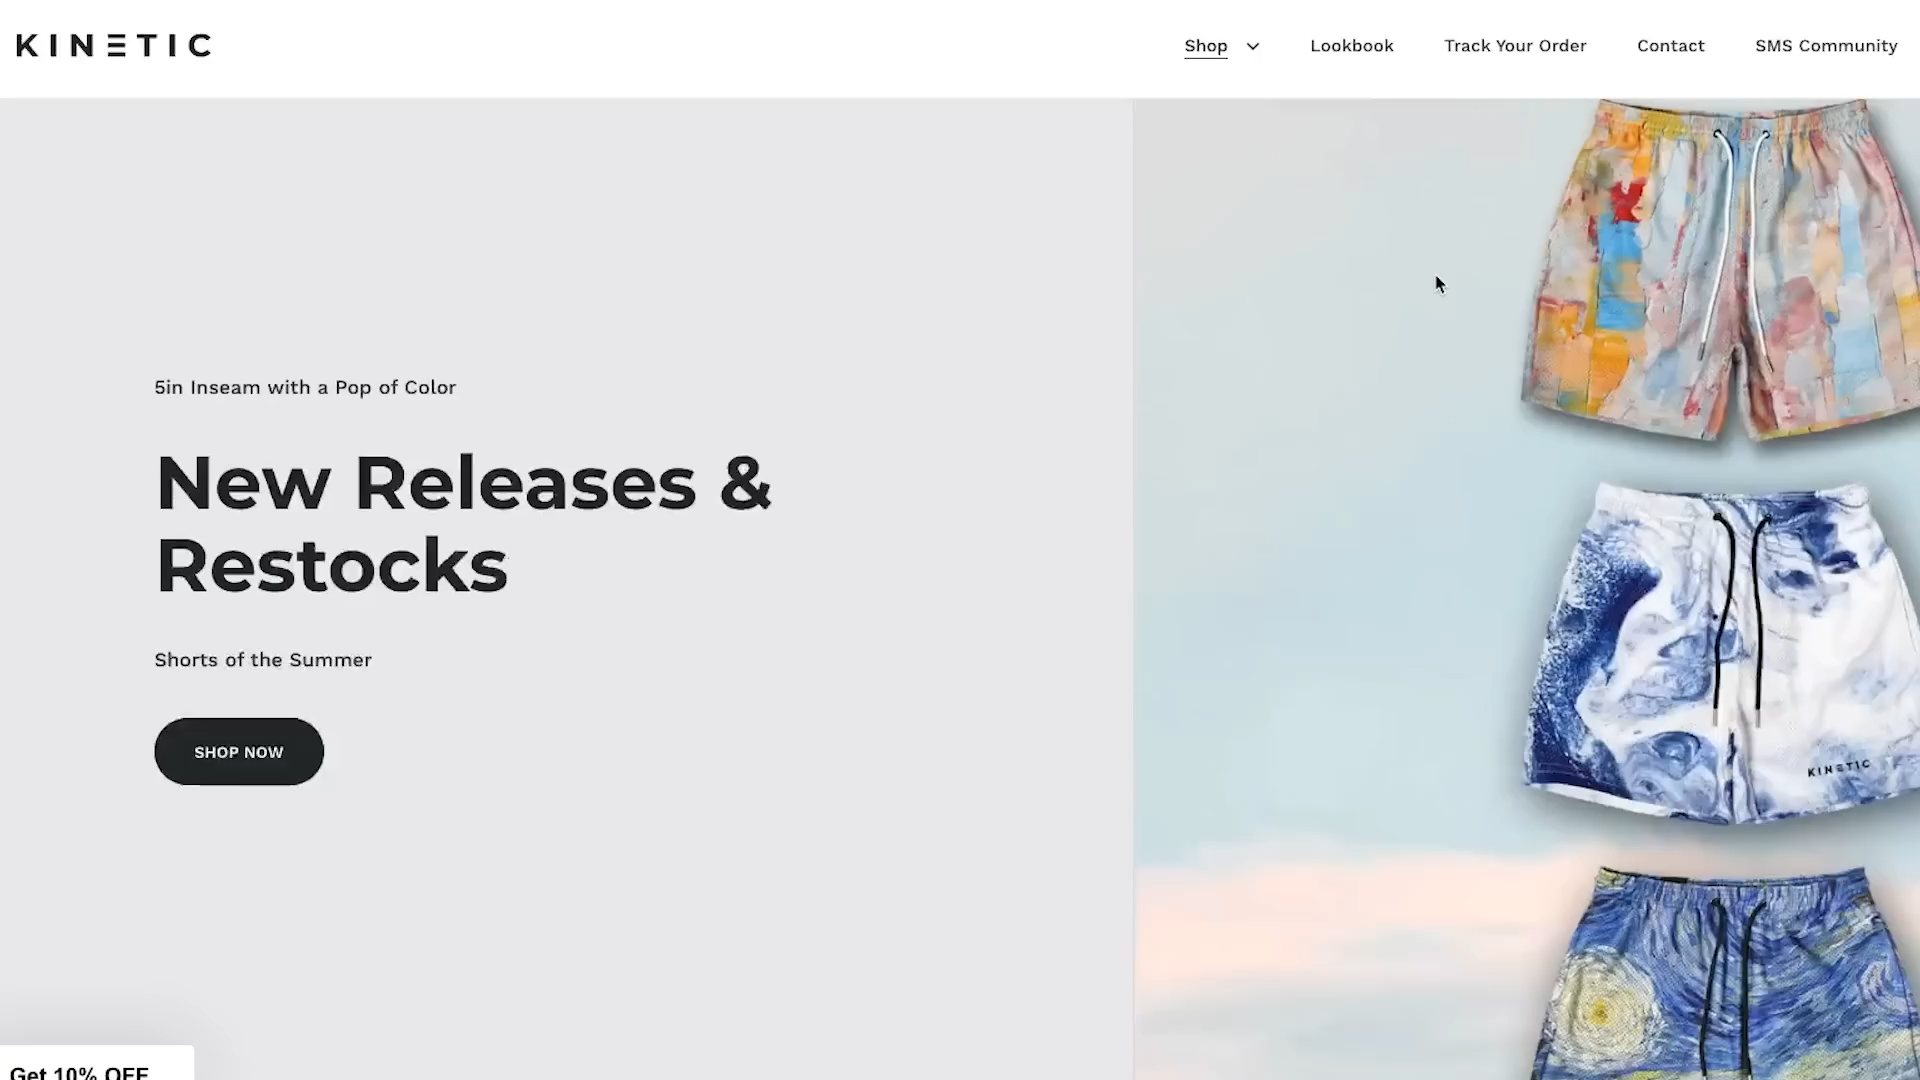 KINETIC
Shop
Lookbook
Track Your Order
Contact
SMS Community
5in Inseam with a Pop of Color
New Releases &
Restocks
Shorts of the Summer
SHOP NOW
KINETIC
Get 10% OFF